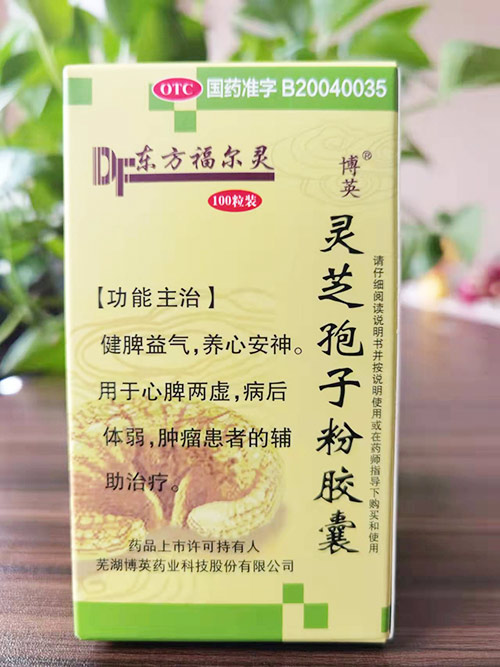 OTC 国药准字 B20040035
DF 东方福尔灵
100粒装
博英®
灵芝孢子粉胶囊
请仔细阅读说明书并按说明使用或在药师指导下购买和使用
【功能主治】
健脾益气,养心安神。
用于心脾两虚,病后
体弱,肿瘤患者的辅
助治疗。
药品上市许可持有人
芜湖博英药业科技股份有限公司